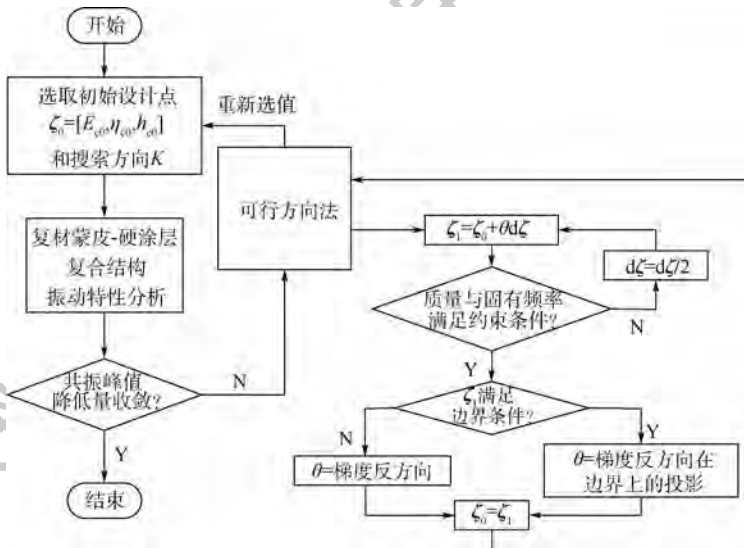 开始
选取初始设计点
ζ₀=[E_c0,η_c0,h_c0]
和搜索方向K
重新选值
复材蒙皮-硬涂层
复合结构
振动特性分析
共振峰值
降低量收敛?
N
Y
结束
可行方向法
ζ₁=ζ₀+θdζ
dζ=dζ/2
质量与固有频率
满足约束条件?
N
Y
ζ₁满足
边界条件?
N
Y
θ=梯度反方向
θ=梯度反方向在
边界上的投影
ζ₀=ζ₁